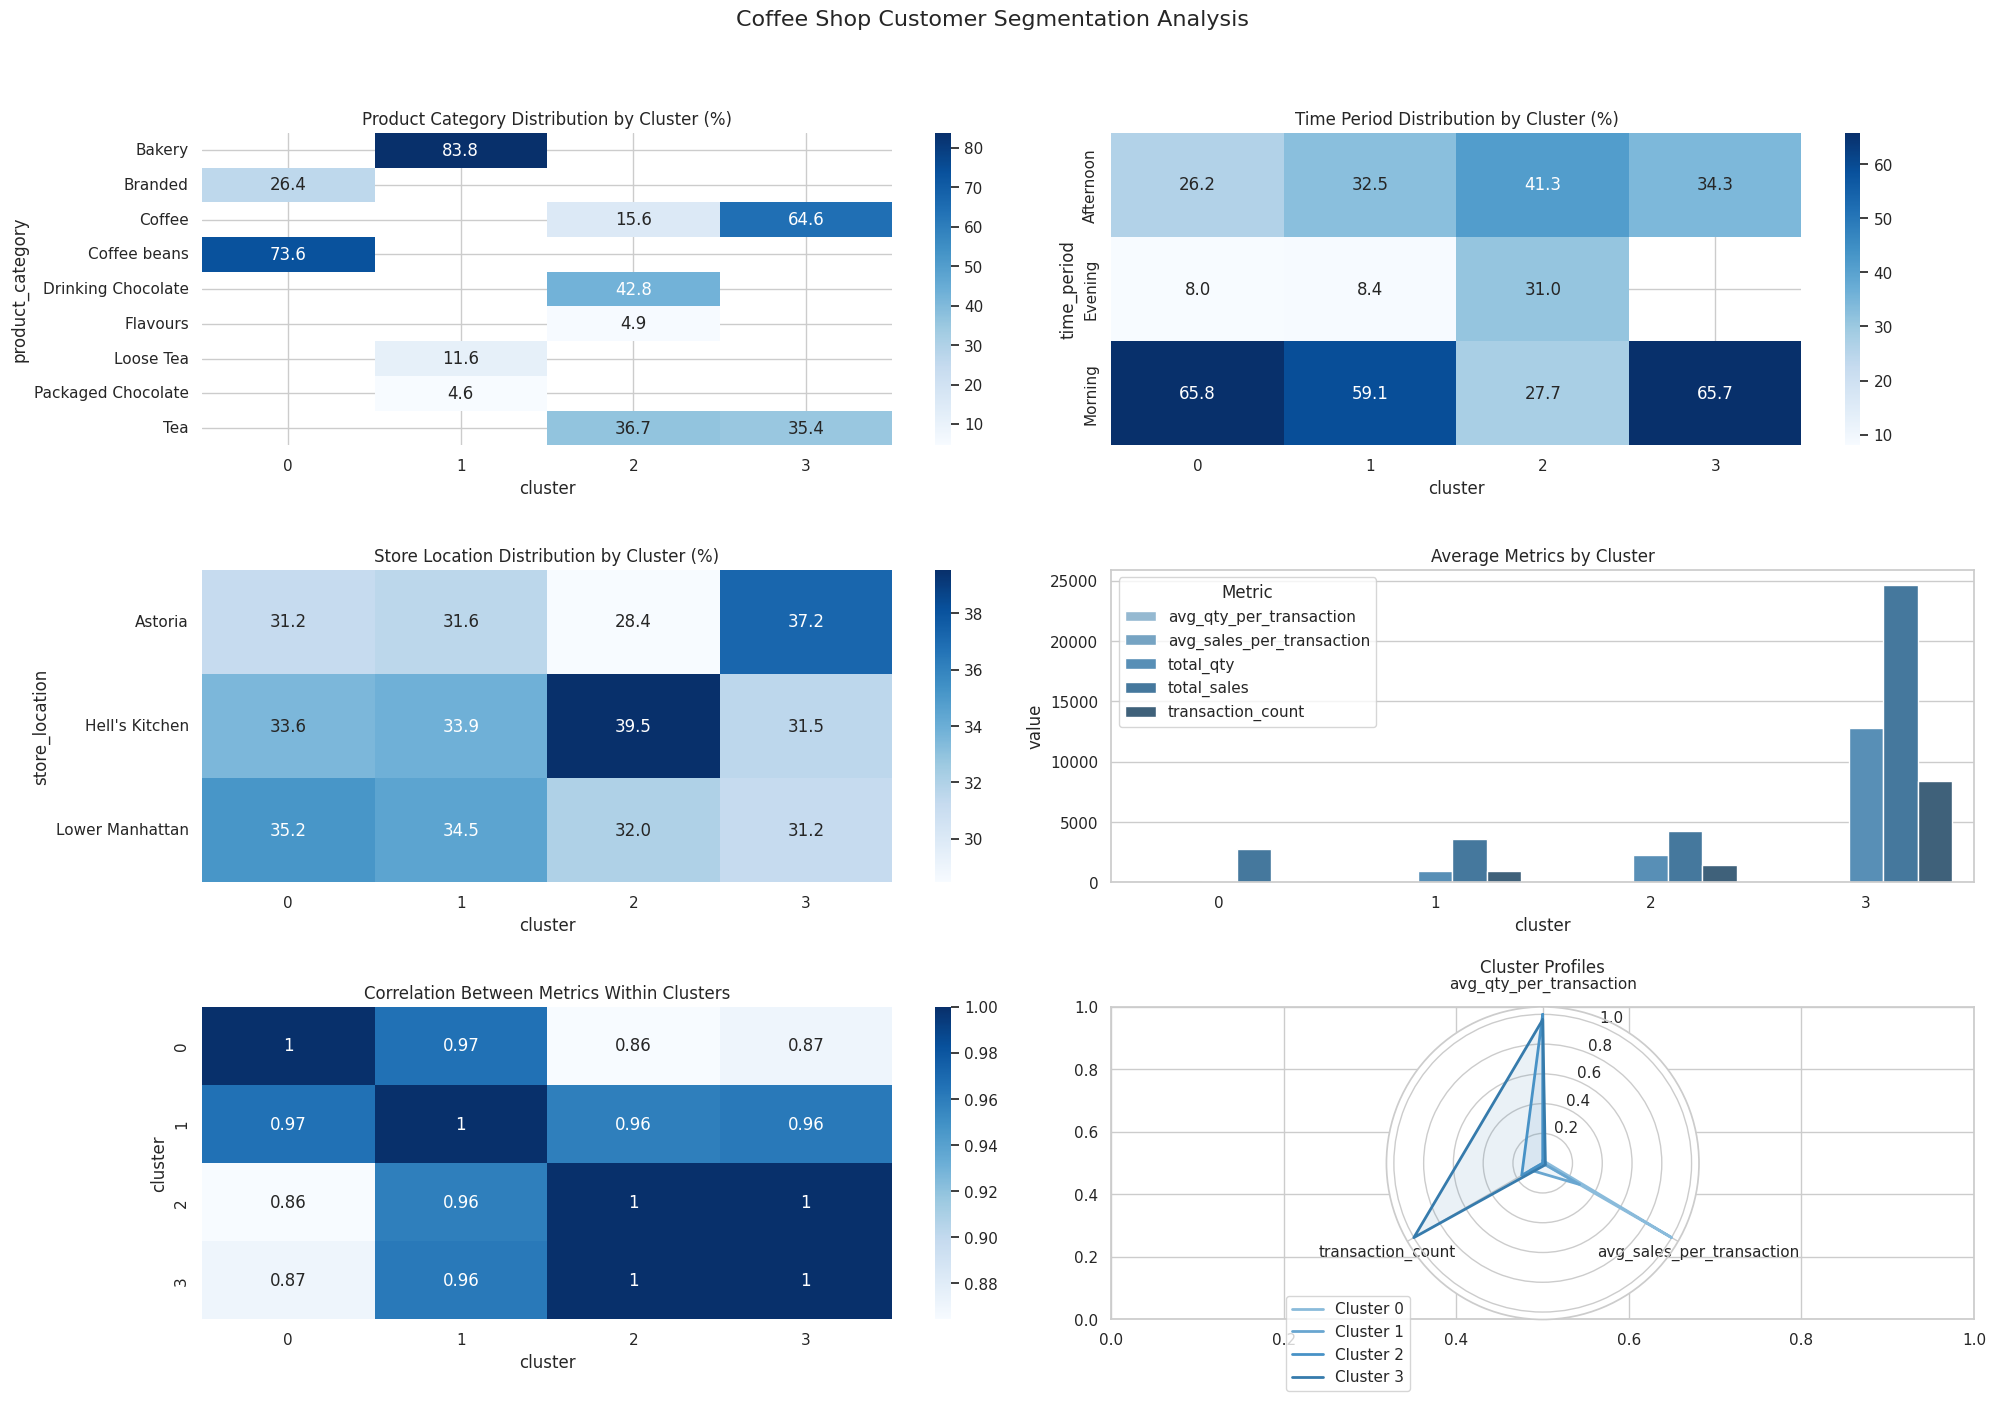 Coffee Shop Customer Segmentation Analysis
Product Category Distribution by Cluster (%)
product_category
Bakery 83.8
Branded 26.4
Coffee 15.6 64.6
Coffee beans 73.6
Drinking Chocolate 42.8
Flavours 4.9
Loose Tea 11.6
Packaged Chocolate 4.6
Tea 36.7 35.4
0 1 2 3
cluster
80
70
60
50
40
30
20
10
Time Period Distribution by Cluster (%)
time_period
Afternoon 26.2 32.5 41.3 34.3
Evening 8.0 8.4 31.0
Morning 65.8 59.1 27.7 65.7
0 1 2 3
cluster
60
50
40
30
20
10
Store Location Distribution by Cluster (%)
store_location
Astoria 31.2 31.6 28.4 37.2
Hell's Kitchen 33.6 33.9 39.5 31.5
Lower Manhattan 35.2 34.5 32.0 31.2
0 1 2 3
cluster
38
36
34
32
30
Average Metrics by Cluster
value
25000
20000
15000
10000
5000
0
Metric
avg_qty_per_transaction
avg_sales_per_transaction
total_qty
total_sales
transaction_count
0 1 2 3
cluster
Correlation Between Metrics Within Clusters
cluster
0 1 0.97 0.86 0.87
1 0.97 1 0.96 0.96
2 0.86 0.96 1 1
3 0.87 0.96 1 1
0 1 2 3
cluster
1.00
0.98
0.96
0.94
0.92
0.90
0.88
Cluster Profiles
avg_qty_per_transaction
1.0
0.8
0.6
0.4
0.2
0.0
1.0
0.8
0.6
0.4
0.2
transaction_count
avg_sales_per_transaction
0.0 0.2 0.4 0.6 0.8 1.0
Cluster 0
Cluster 1
Cluster 2
Cluster 3